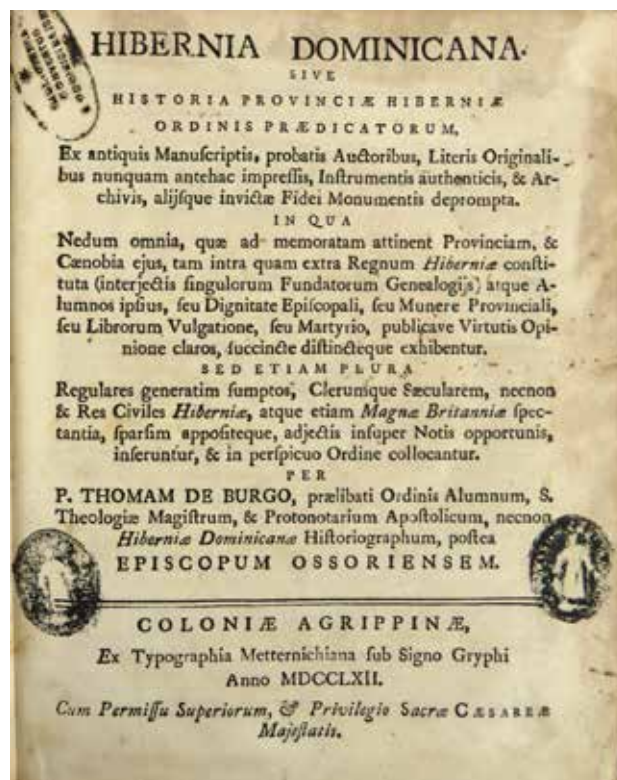 HIBERNIA DOMINICANA.
SIVE
HISTORIA PROVINCIÆ HIBERNIÆ
ORDINIS PRÆDICATORUM,
Ex antiquis Manuſcriptis, probatis Auctoribus, Literis Originali-
bus nunquam antehac impreſſis, Inſtrumentis authenticis, & Ar-
chivis, alijſque invictæ Fidei Monumentis deprompta.
IN QUA
Nedum omnia, quæ ad memoratam attinent Provinciam, &
Cænobia ejus, tam intra quam extra Regnum Hiberniæ conſti-
tuta (interjectis ſingulorum Fundatorum Genealogijs) atque A-
lumnos ipſius, ſeu Dignitate Epiſcopali, ſeu Munere Provinciali,
ſeu Librorum Vulgatione, ſeu Martyrio, publicave Virtutis Opi-
nione claros, ſuccincte diſtincteque exhibentur.
SED ETIAM PLURA
Regulares generatim ſumptos, Clerumque Sæcularem, necnon
& Res Civiles Hiberniæ, atque etiam Magnæ Britanniæ ſpec-
tantia, ſparſim appoſiteque, adjectis inſuper Notis opportunis,
inſeruntur, & in perſpicuo Ordine collocantur.
PER
P. THOMAM DE BURGO, prælibati Ordinis Alumnum, S.
Theologiæ Magiſtrum, & Protonotarium Apoſtolicum, necnon
Hiberniæ Dominicanæ Hiſtoriographum, poſtea
EPISCOPUM OSSORIENSEM.
COLONIÆ AGRIPPINÆ,
Ex Typographia Metternichiana ſub Signo Gryphi
Anno MDCCLXII.
Cum Permiſſu Superiorum, & Privilegio Sacræ CÆSAREÆ
Majeſtatis.